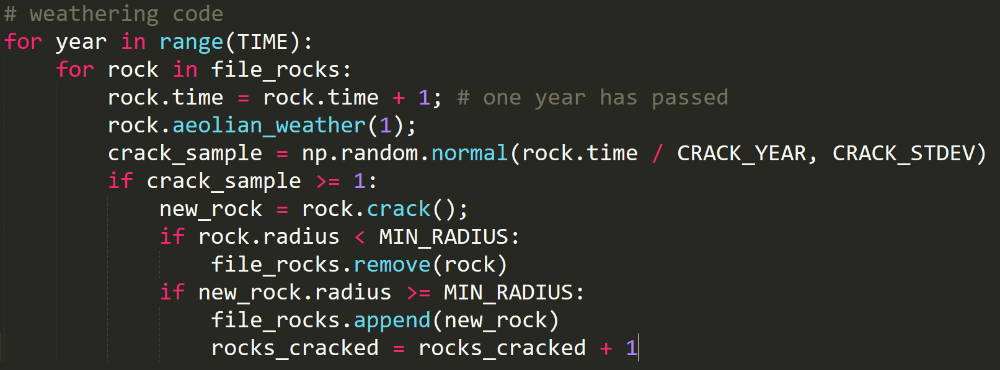 # weathering code
for year in range(TIME):
    for rock in file_rocks:
        rock.time = rock.time + 1; # one year has passed
        rock.aeolian_weather(1);
        crack_sample = np.random.normal(rock.time / CRACK_YEAR, CRACK_STDEV)
        if crack_sample >= 1:
            new_rock = rock.crack();
            if rock.radius < MIN_RADIUS:
                file_rocks.remove(rock)
            if new_rock.radius >= MIN_RADIUS:
                file_rocks.append(new_rock)
                rocks_cracked = rocks_cracked + 1